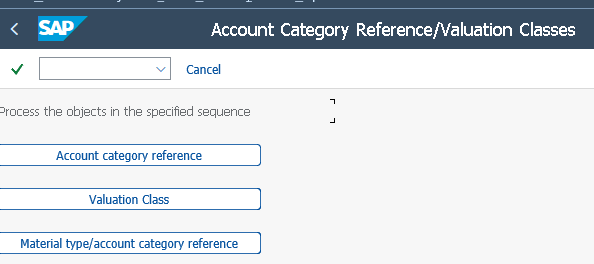 SAP
Account Category Reference/Valuation Classes
Cancel
Process the objects in the specified sequence
Account category reference
Valuation Class
Material type/account category reference